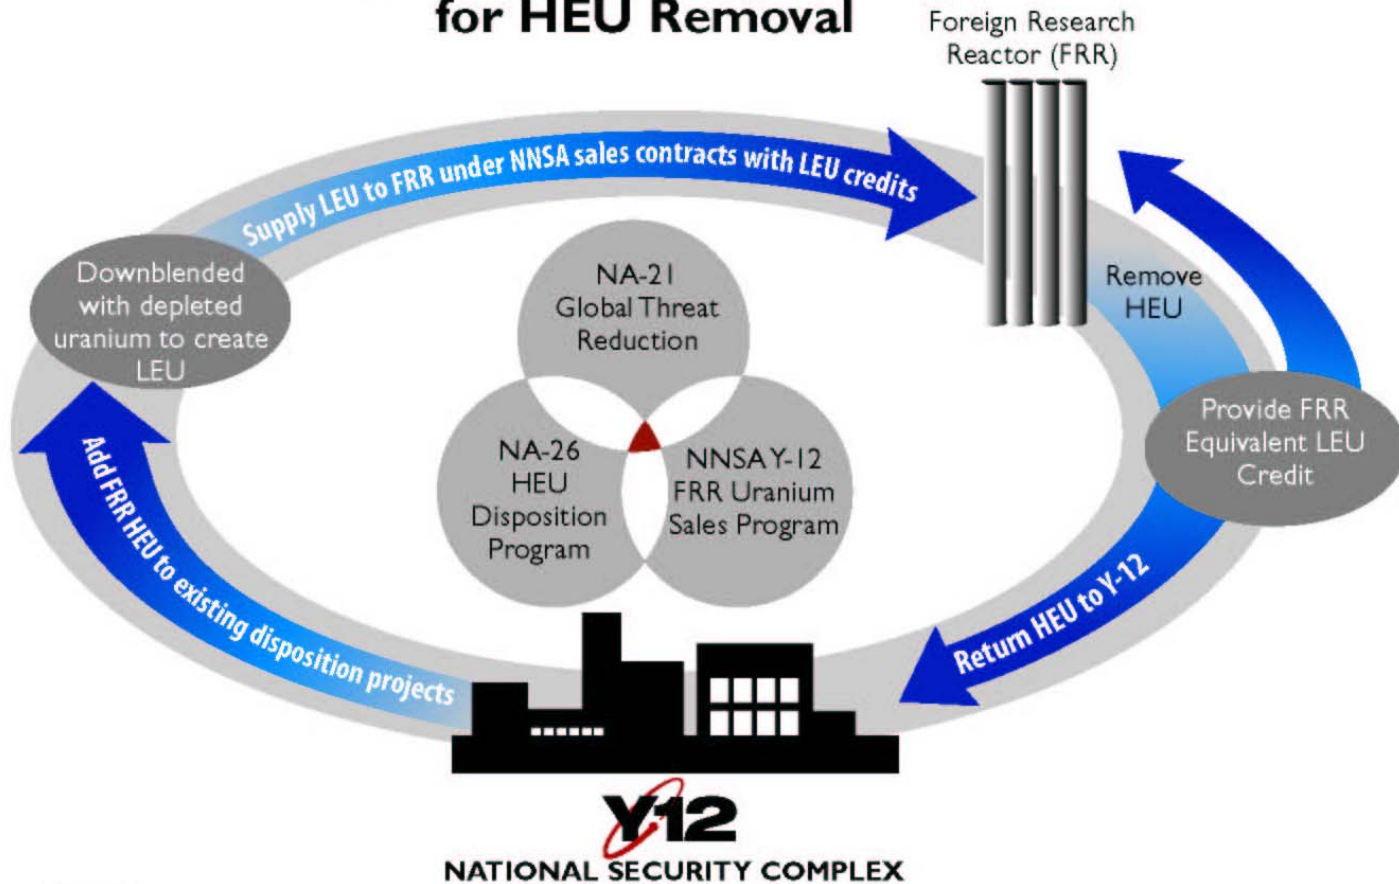 for HEU Removal
Foreign Research
Reactor (FRR)
Supply LEU to FRR under NNSA sales contracts with LEU credits
Downblended
with depleted
uranium to create
LEU
NA-21
Global Threat
Reduction
Remove
HEU
Provide FRR
Equivalent LEU
Credit
NA-26
HEU
Disposition
Program
NNSA Y-12
FRR Uranium
Sales Program
Add FRR HEU to existing disposition projects
Return HEU to Y-12
Y12
NATIONAL SECURITY COMPLEX